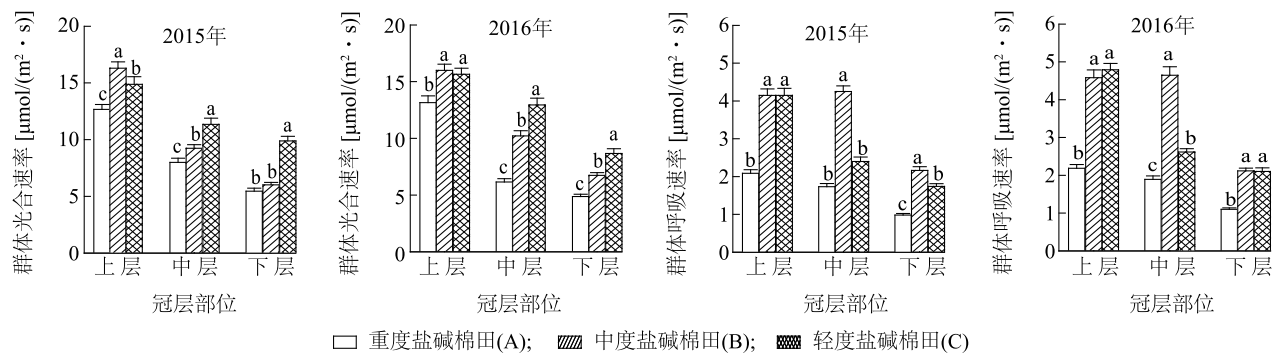 群体光合速率 [μmol/(m²・s)]
20
15
10
5
0
2015年
c a b
c b a
b b a
上层 中层 下层
冠层部位
群体光合速率 [μmol/(m²・s)]
20
15
10
5
0
2016年
b a a
c b a
c b a
上层 中层 下层
冠层部位
群体呼吸速率 [μmol/(m²・s)]
6
5
4
3
2
1
0
2015年
b a a
b a b
c a b
上层 中层 下层
冠层部位
群体呼吸速率 [μmol/(m²・s)]
6
5
4
3
2
1
0
2016年
b a a
c a b
b a a
上层 中层 下层
冠层部位
重度盐碱棉田(A); 中度盐碱棉田(B); 轻度盐碱棉田(C)